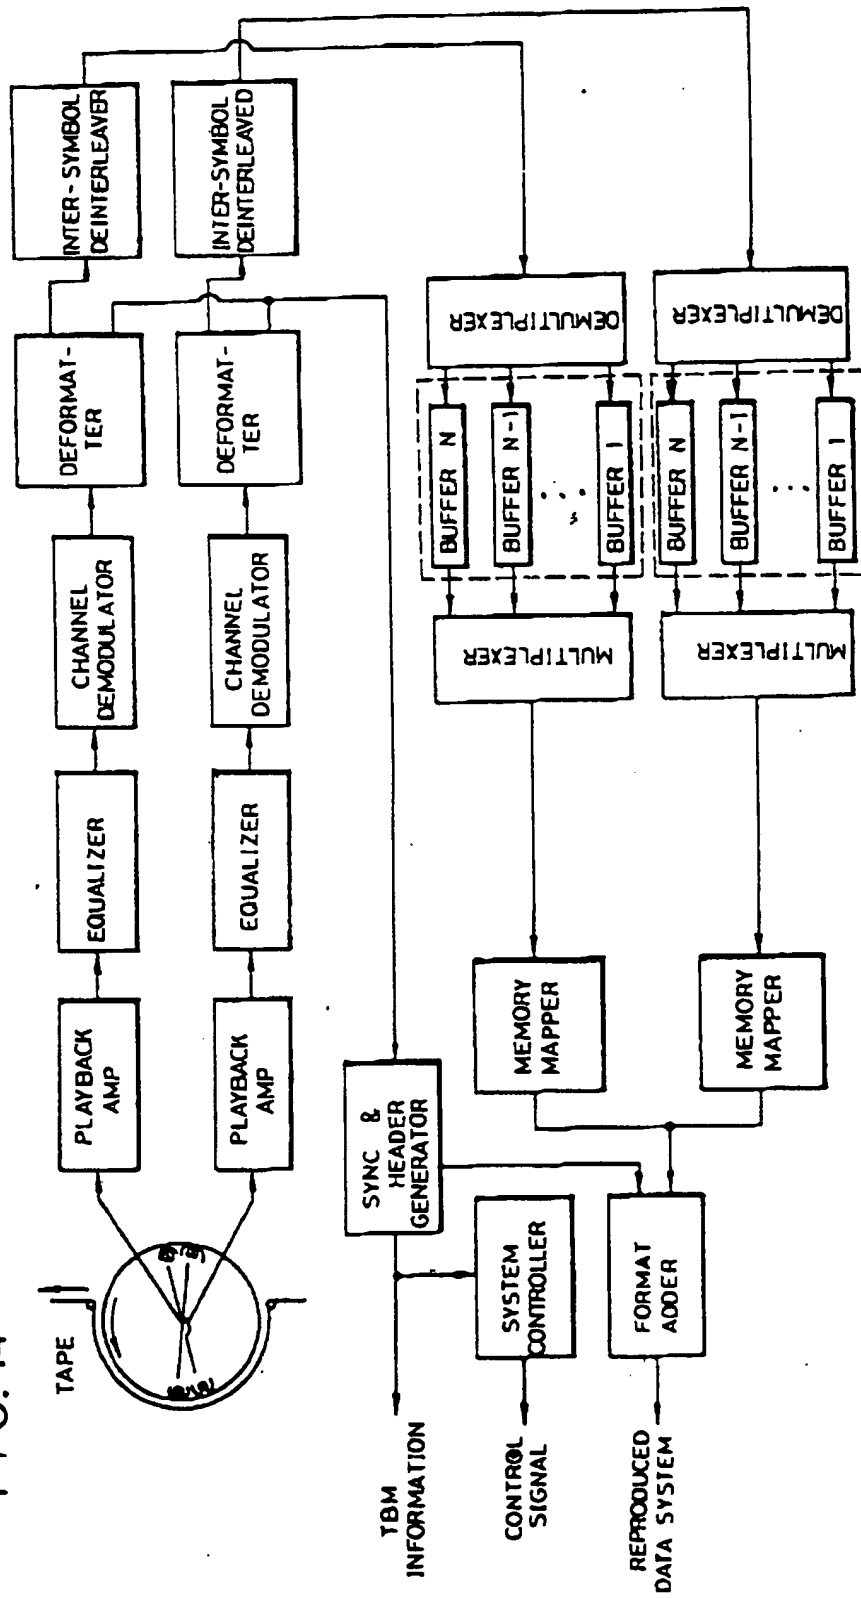 TAPE
PLAYBACK
AMP
EQUALIZER
CHANNEL
DEMODULATOR
DEFORMAT-
TER
INTER-SYMBOL
DEINTERLEAVER
PLAYBACK
AMP
EQUALIZER
CHANNEL
DEMODULATOR
DEFORMAT-
TER
INTER-SYMBOL
DEINTERLEAVED
TBM
INFORMATION
SYNC &
HEADER
GENERATOR
CONTROL
SIGNAL
SYSTEM
CONTROLLER
REPRODUCED
DATA SYSTEM
FORMAT
ADDER
MEMORY
MAPPER
MULTIPLEXER
BUFFER N
BUFFER N-1
...
BUFFER 1
DEMULTIPLEXER
MEMORY
MAPPER
MULTIPLEXER
BUFFER N
BUFFER N-1
...
BUFFER 1
DEMULTIPLEXER